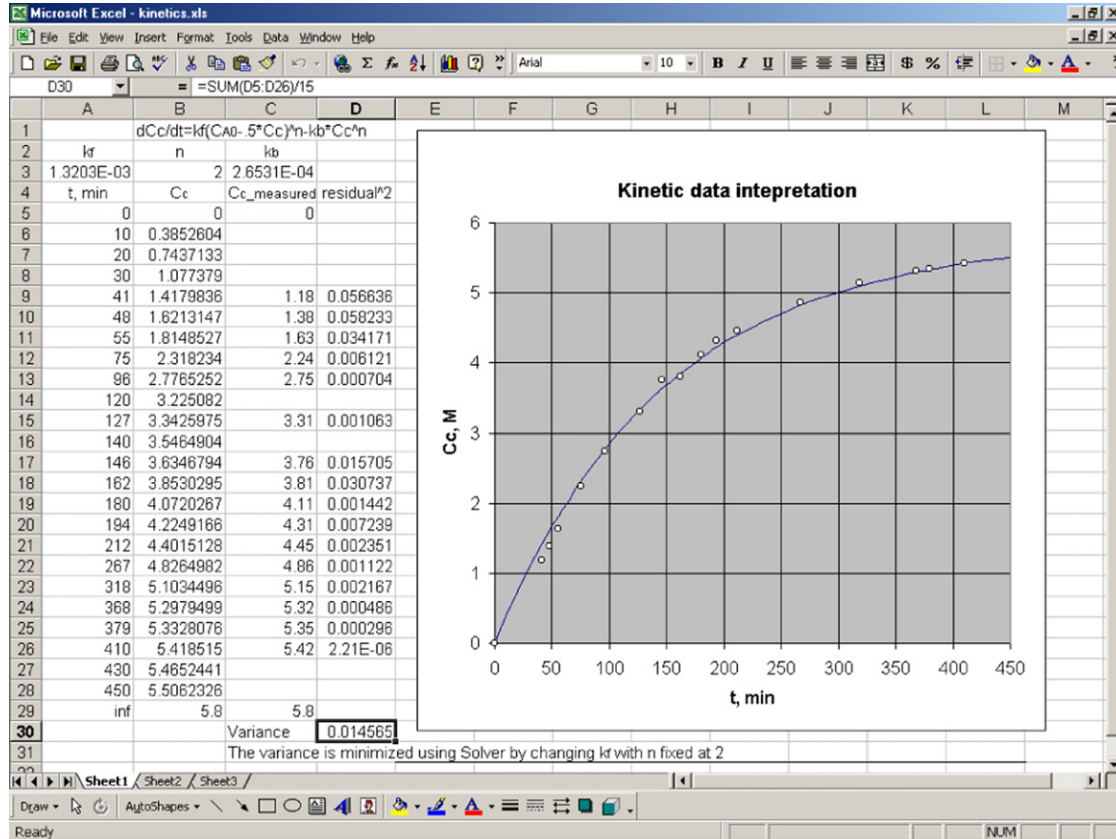 Microsoft Excel - kinetics.xls
File Edit View Insert Format Tools Data Window Help
Arial 10 B I U $ %
D30 = =SUM(D5:D26)/15
A B C D E F G H I J K L M
1 dCc/dt=kf(CA0-.5*Cc)^n-kb*Cc^n
2 kf n kb
3 1.3203E-03 2 2.6531E-04
4 t, min Cc Cc_measured residual^2
5 0 0 0
6 10 0.3852604
7 20 0.7437133
8 30 1.077379
9 41 1.4179836 1.18 0.056636
10 48 1.6213147 1.38 0.058233
11 55 1.8148527 1.63 0.034171
12 75 2.318234 2.24 0.006121
13 96 2.7765252 2.75 0.000704
14 120 3.225082
15 127 3.3425975 3.31 0.001063
16 140 3.5464904
17 146 3.6346794 3.76 0.015705
18 162 3.8530295 3.81 0.030737
19 180 4.0720267 4.11 0.001442
20 194 4.2249166 4.31 0.007239
21 212 4.4015128 4.45 0.002351
22 267 4.8264982 4.86 0.001122
23 318 5.1034496 5.15 0.002167
24 368 5.2979499 5.32 0.000486
25 379 5.3328076 5.35 0.000296
26 410 5.418515 5.42 2.21E-06
27 430 5.4652441
28 450 5.5062326
29 inf 5.8 5.8
30 Variance 0.014565
31 The variance is minimized using Solver by changing kf with n fixed at 2
Kinetic data intepretation
6
5
4
3
2
1
0
Cc, M
0 50 100 150 200 250 300 350 400 450
t, min
Sheet1 Sheet2 Sheet3
Draw AutoShapes
Ready NUM